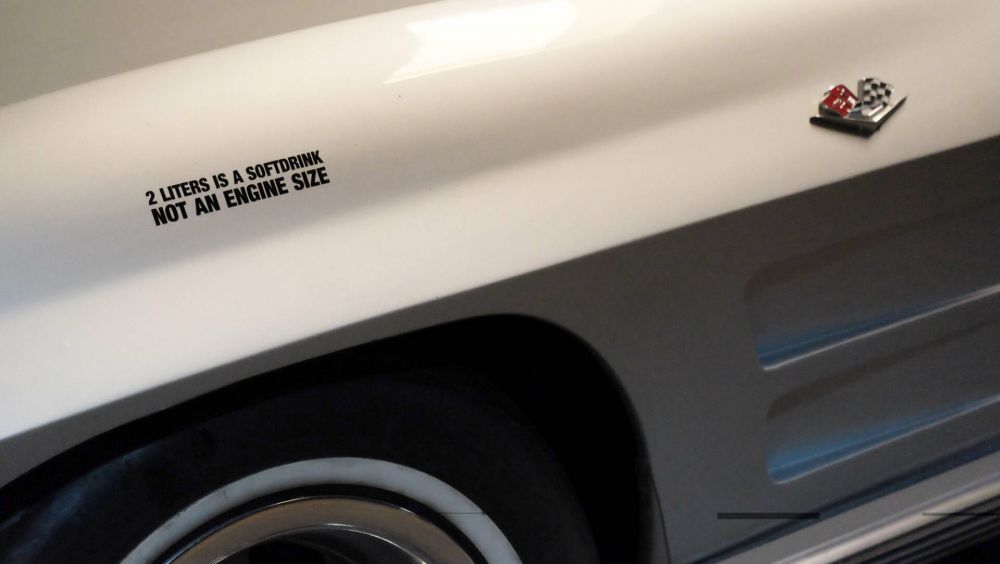 2 LITERS IS A SOFTDRINK
NOT AN ENGINE SIZE